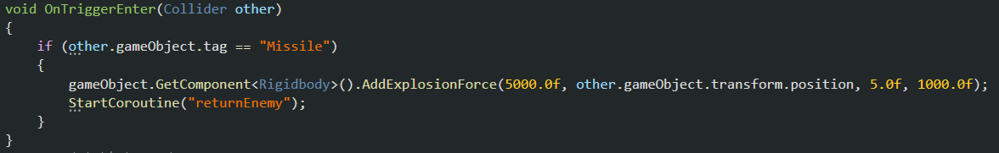 void OnTriggerEnter(Collider other)
{
    if (other.gameObject.tag == "Missile")
    {
        gameObject.GetComponent<Rigidbody>().AddExplosionForce(5000.0f, other.gameObject.transform.position, 5.0f, 1000.0f);
        StartCoroutine("returnEnemy");
    }
}